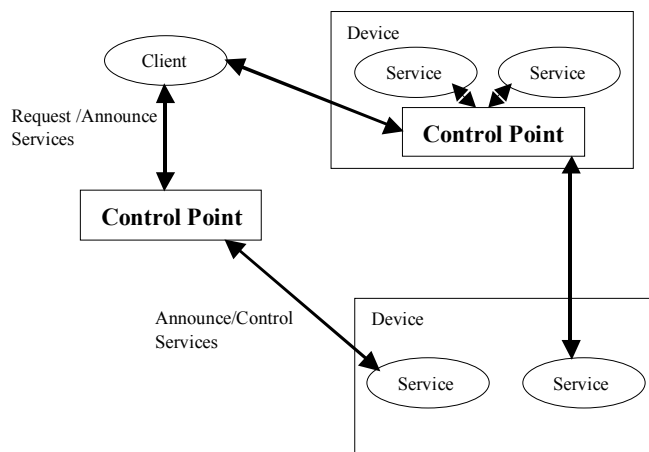 Device
Client
Service
Service
Request /Announce
Services
Control Point
Control Point
Announce/Control
Services
Device
Service
Service